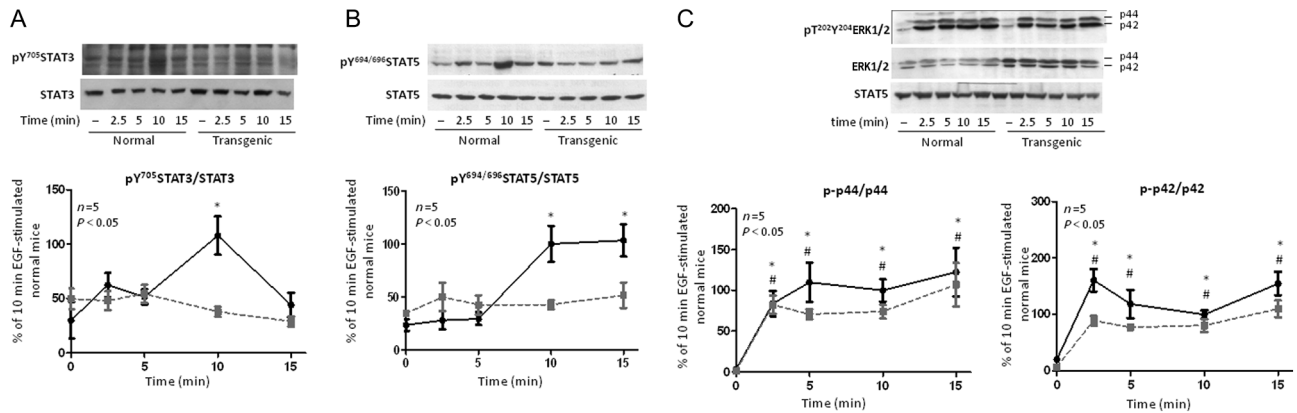 A
pY⁷⁰⁵STAT3
STAT3
Time (min) – 2.5 5 10 15 – 2.5 5 10 15
Normal Transgenic
pY⁷⁰⁵STAT3/STAT3
% of 10 min EGF-stimulated
normal mice
150
100
50
0
n=5
P < 0.05
*
0 5 10 15
Time (min)
B
pY⁶⁹⁴/⁶⁹⁶STAT5
STAT5
Time (min) – 2.5 5 10 15 – 2.5 5 10 15
Normal Transgenic
pY⁶⁹⁴/⁶⁹⁶STAT5/STAT5
% of 10 min EGF-stimulated
normal mice
150
100
50
0
n=5
P < 0.05
* *
0 5 10 15
Time (min)
C
pT²⁰²Y²⁰⁴ERK1/2
p44
p42
ERK1/2
p44
p42
STAT5
time (min) – 2.5 5 10 15 – 2.5 5 10 15
Normal Transgenic
p-p44/p44
% of 10 min EGF-stimulated
normal mice
200
150
100
50
0
n=5
P < 0.05
* * * *
# # # #
0 5 10 15
Time (min)
p-p42/p42
% of 10 min EGF-stimulated
normal mice
300
200
100
0
n=5
P < 0.05
* * * *
# # # #
0 5 10 15
Time (min)